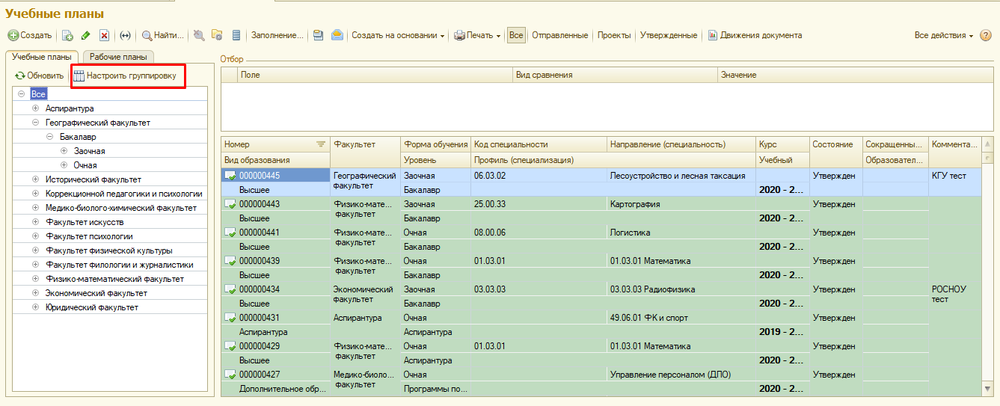 Учебные планы
Создать Найти... Заполнение... Создать на основании Печать Все Отправленные Проекты Утвержденные Движения документа Все действия
Учебные планы Рабочие планы
Обновить Настроить группировку
Все
Аспирантура
Географический факультет
Бакалавр
Заочная
Очная
Исторический факультет
Коррекционной педагогики и психологии
Медико-биолого-химический факультет
Факультет искусств
Факультет психологии
Факультет физической культуры
Факультет филологии и журналистики
Физико-математический факультет
Экономический факультет
Юридический факультет
Отбор
Поле Вид сравнения Значение
Номер Факультет Форма обучения Код специальности Направление (специальность) Курс Состояние Сокращенны... Коммента...
Вид образования Уровень Профиль (специализация) Учебный Образовател...
000000445 Географический факультет Заочная 06.03.02 Лесоустройство и лесная таксация Утвержден КГУ тест
Высшее Бакалавр 2020 - 2...
000000443 Физико-мате... факультет Заочная 25.00.33 Картография Утвержден
Высшее Бакалавр 2020 - 2...
000000441 Физико-мате... факультет Очная 08.00.06 Логистика Утвержден
Высшее Бакалавр 2020 - 2...
000000439 Физико-мате... факультет Очная 01.03.01 01.03.01 Математика Утвержден
Высшее Бакалавр 2020 - 2...
000000434 Экономический факультет Заочная 03.03.03 03.03.03 Радиофизика Утвержден РОСНОУ тест
Высшее Бакалавр 2020 - 2...
000000431 Аспирантура Очная 49.06.01 ФК и спорт Утвержден
Аспирантура Аспирантура 2019 - 2...
000000429 Физико-мате... факультет Очная 01.03.01 01.03.01 Математика Утвержден
Высшее Аспирантура 2020 - 2...
000000427 Медико-биоло... факультет Очная Управление персоналом (ДПО) Утвержден
Дополнительное обр... Программы по... 2020 - 2...